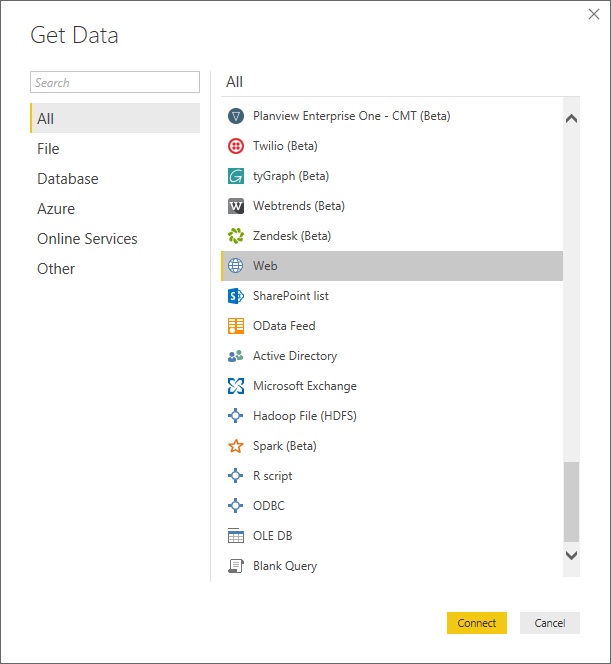 Get Data
Search
All
File
Database
Azure
Online Services
Other
All
Planview Enterprise One - CMT (Beta)
Twilio (Beta)
tyGraph (Beta)
Webtrends (Beta)
Zendesk (Beta)
Web
SharePoint list
OData Feed
Active Directory
Microsoft Exchange
Hadoop File (HDFS)
Spark (Beta)
R script
ODBC
OLE DB
Blank Query
Connect
Cancel